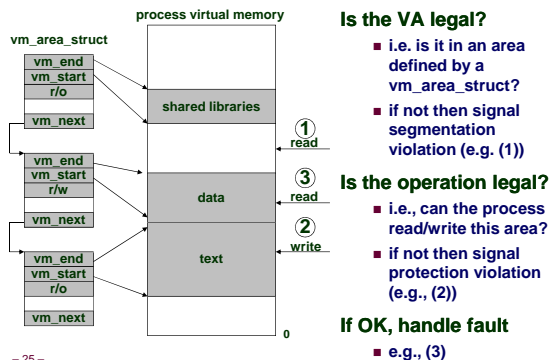 process virtual memory
vm_area_struct
vm_end
vm_start
r/o
vm_next
vm_end
vm_start
r/w
vm_next
vm_end
vm_start
r/o
vm_next
shared libraries
data
text
0
1
read
3
read
2
write
Is the VA legal?
i.e. is it in an area
defined by a
vm_area_struct?
if not then signal
segmentation
violation (e.g. (1))
Is the operation legal?
i.e., can the process
read/write this area?
if not then signal
protection violation
(e.g., (2))
If OK, handle fault
e.g., (3)
– 25 –